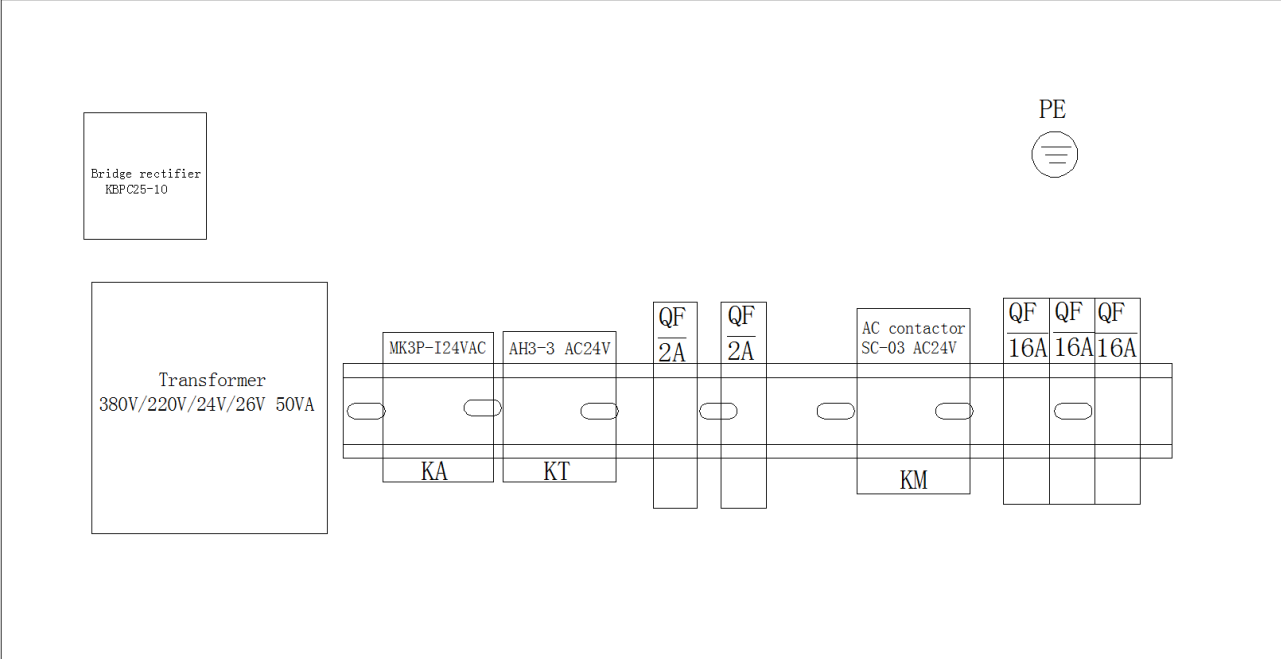 PE
Bridge rectifier
KBPC25-10
Transformer
380V/220V/24V/26V 50VA
MK3P-I24VAC
KA
AH3-3 AC24V
KT
QF
2A
QF
2A
AC contactor
SC-03 AC24V
KM
QF
16A
QF
16A
QF
16A